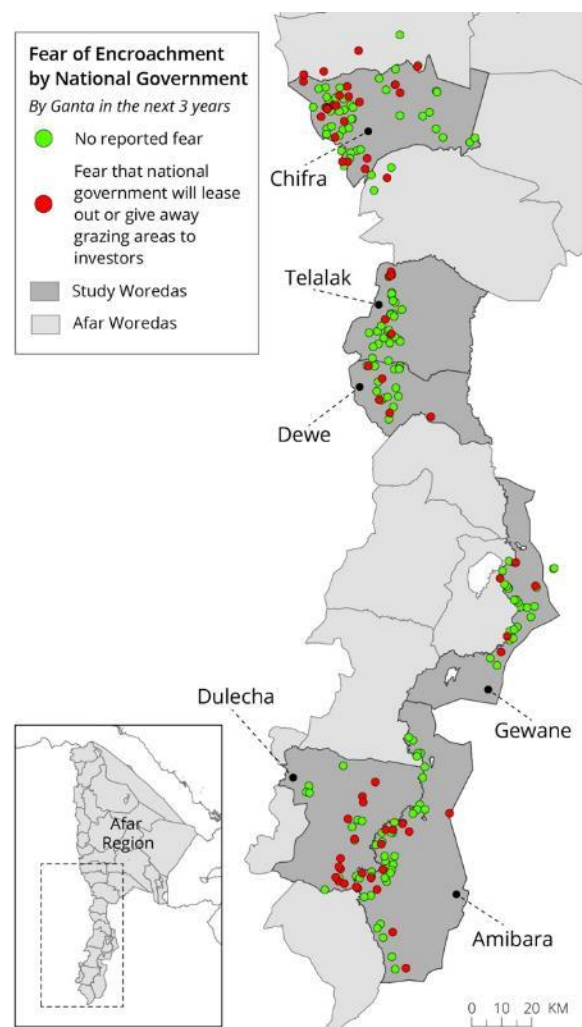 Fear of Encroachment
by National Government
By Ganta in the next 3 years
No reported fear
Fear that national
government will lease
out or give away
grazing areas to
investors
Study Woredas
Afar Woredas
Chifra
Telalak
Dewe
Gewane
Dulecha
Amibara
Afar
Region
0 10 20 KM